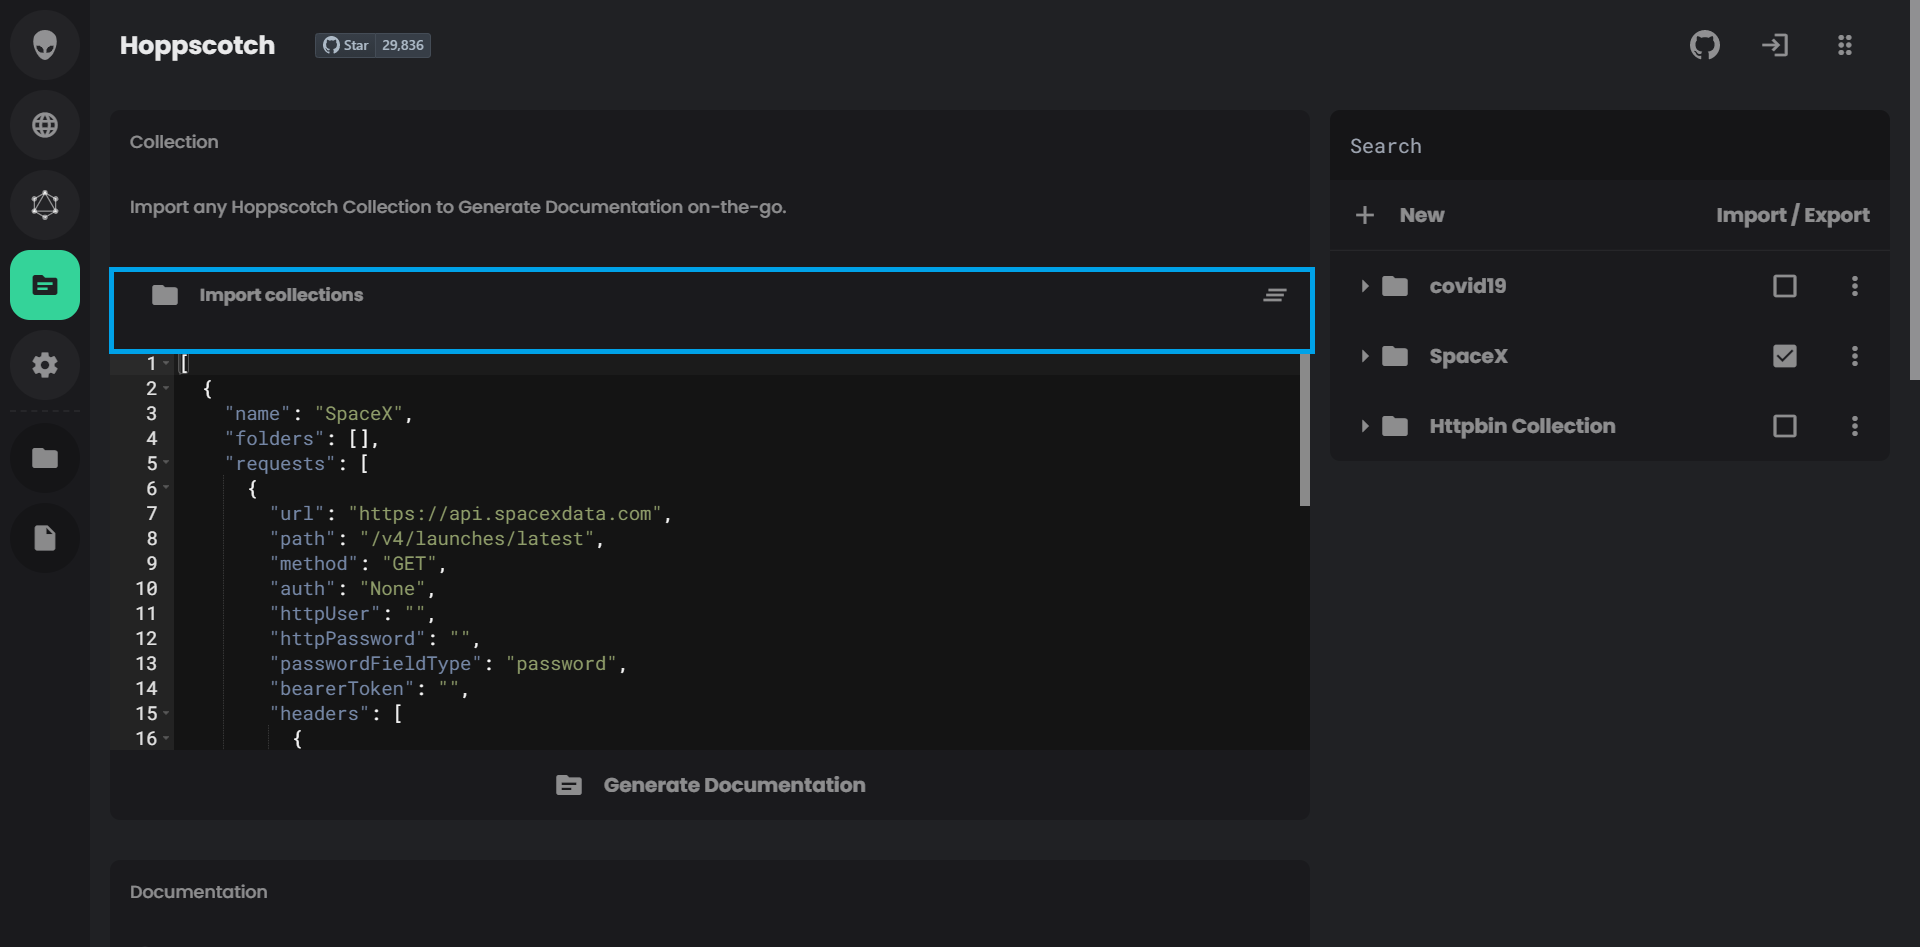 Hoppscotch
Star 29,836
Collection
Import any Hoppscotch Collection to Generate Documentation on-the-go.
Import collections
1 [
2 {
3 "name": "SpaceX",
4 "folders": [],
5 "requests": [
6 {
7 "url": "https://api.spacexdata.com",
8 "path": "/v4/launches/latest",
9 "method": "GET",
10 "auth": "None",
11 "httpUser": "",
12 "httpPassword": "",
13 "passwordFieldType": "password",
14 "bearerToken": "",
15 "headers": [
16 {
Generate Documentation
Documentation
Search
New Import / Export
covid19
SpaceX
Httpbin Collection